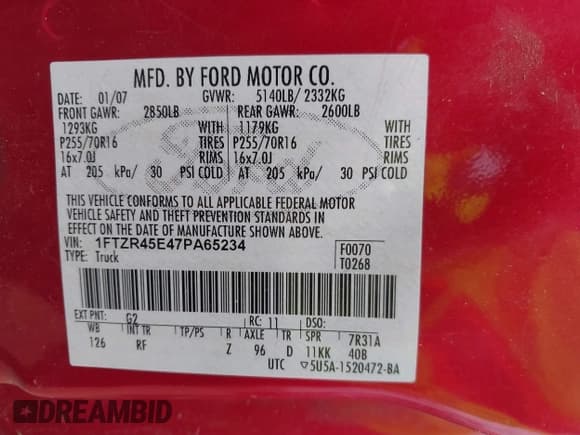 MFD. BY FORD MOTOR CO.
DATE: 01/07 GVWR: 5140LB/ 2332KG
FRONT GAWR: 2850LB REAR GAWR: 2600LB
1293KG WITH 1179KG WITH
P255/70R16 TIRES P255/70R16 TIRES
16x7.0J RIMS 16x7.0J RIMS
AT 205 kPa/ 30 PSI COLD AT 205 kPa/ 30 PSI COLD
THIS VEHICLE CONFORMS TO ALL APPLICABLE FEDERAL MOTOR
VEHICLE SAFETY AND THEFT PREVENTION STANDARDS IN
EFFECT ON THE DATE OF MANUFACTURE SHOWN ABOVE.
VIN: 1FTZR45E47PA65234 F0070
TYPE: Truck T0268
EXT PNT: G2 RC: 11 DSO:
WB INT TR TP/PS R AXLE TR SPR 7R31A
126 RF Z 96 D 11KK 40B
UTC ▽5U5A-1520472-BA
DREAMBID